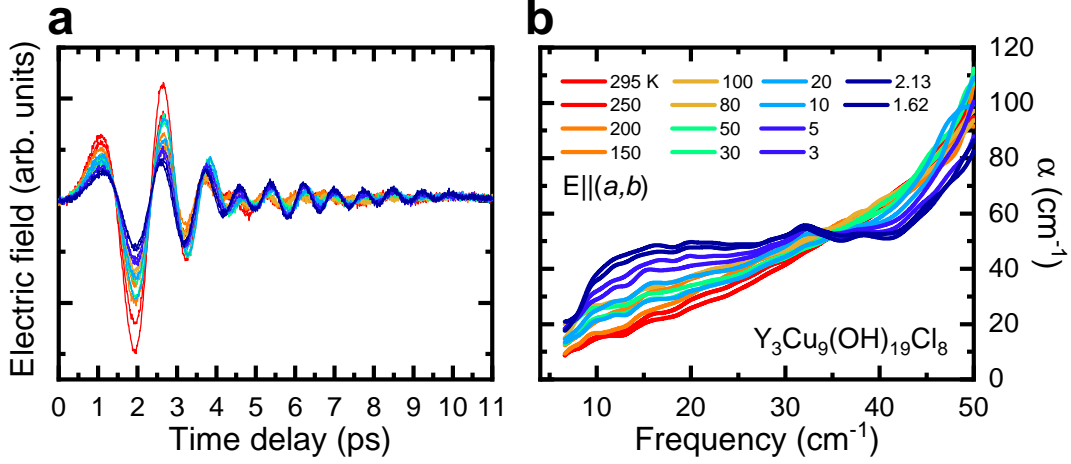 a
Electric field (arb. units)
0 1 2 3 4 5 6 7 8 9 10 11
Time delay (ps)
b
295 K 100 20 2.13
250 80 10 1.62
200 50 5
150 30 3
E||(a,b)
Y3Cu9(OH)19Cl8
120
100
80
60
40
20
0
α (cm-1)
10 20 30 40 50
Frequency (cm-1)